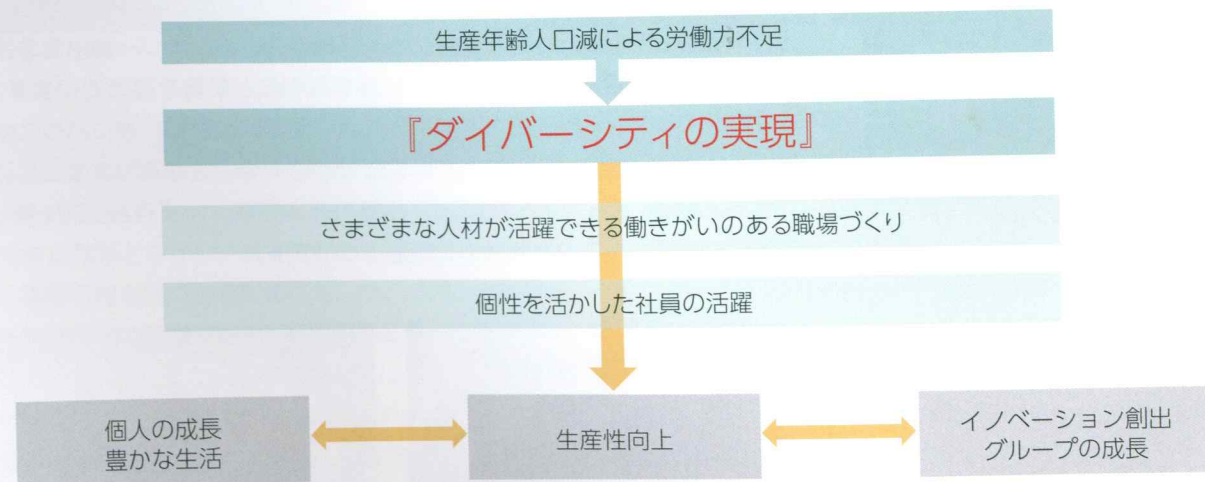 生産年齢人口減による労働力不足
『ダイバーシティの実現』
さまざまな人材が活躍できる働きがいのある職場づくり
個性を活かした社員の活躍
個人の成長
豊かな生活
生産性向上
イノベーション創出
グループの成長